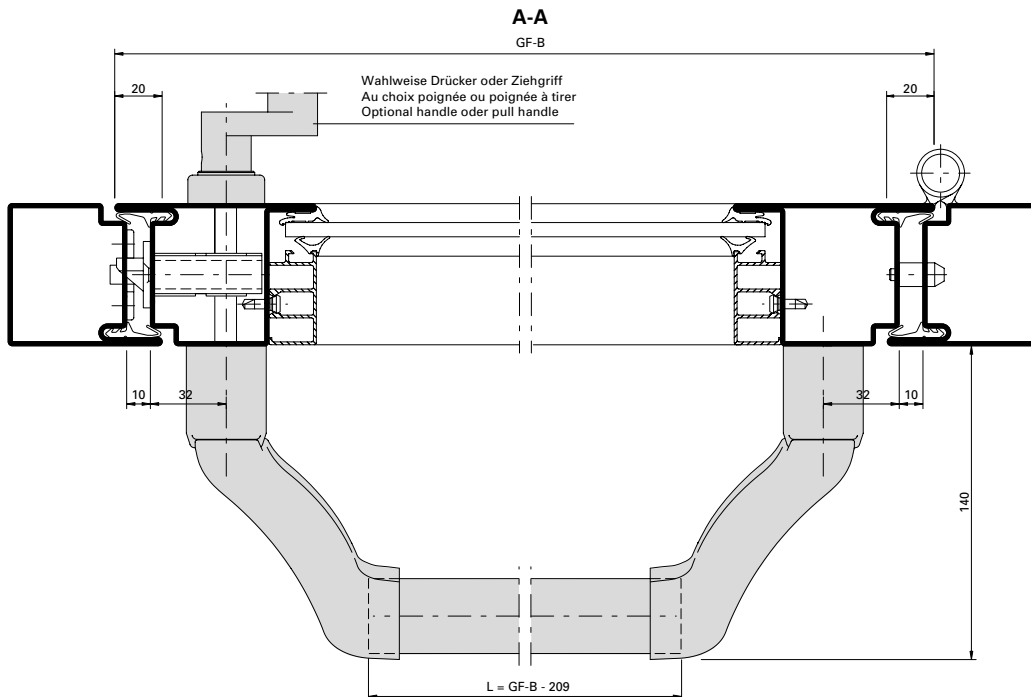 A-A
GF-B
20
20
Wahlweise Drücker oder Ziehgriff
Au choix poignée ou poignée à tirer
Optional handle oder pull handle
10
32
32
10
140
L = GF-B - 209